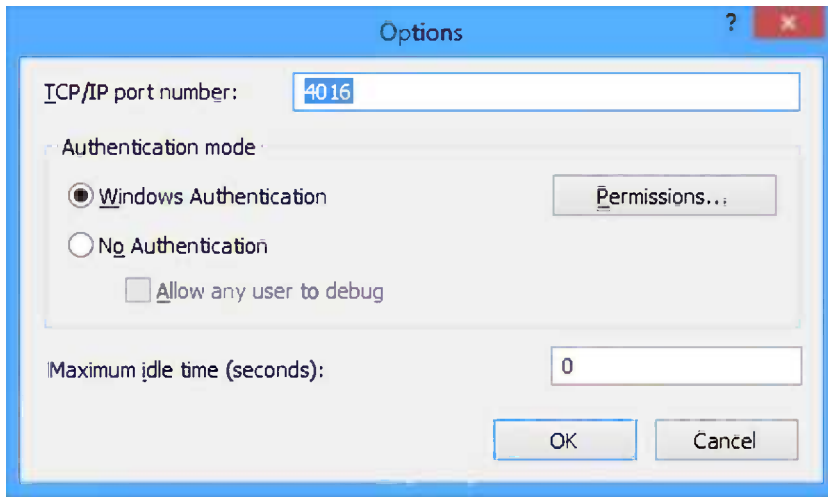 Options ?
TCP/IP port number: 4016
Authentication mode
Windows Authentication Permissions...
No Authentication
Allow any user to debug
Maximum idle time (seconds): 0
OK Cancel